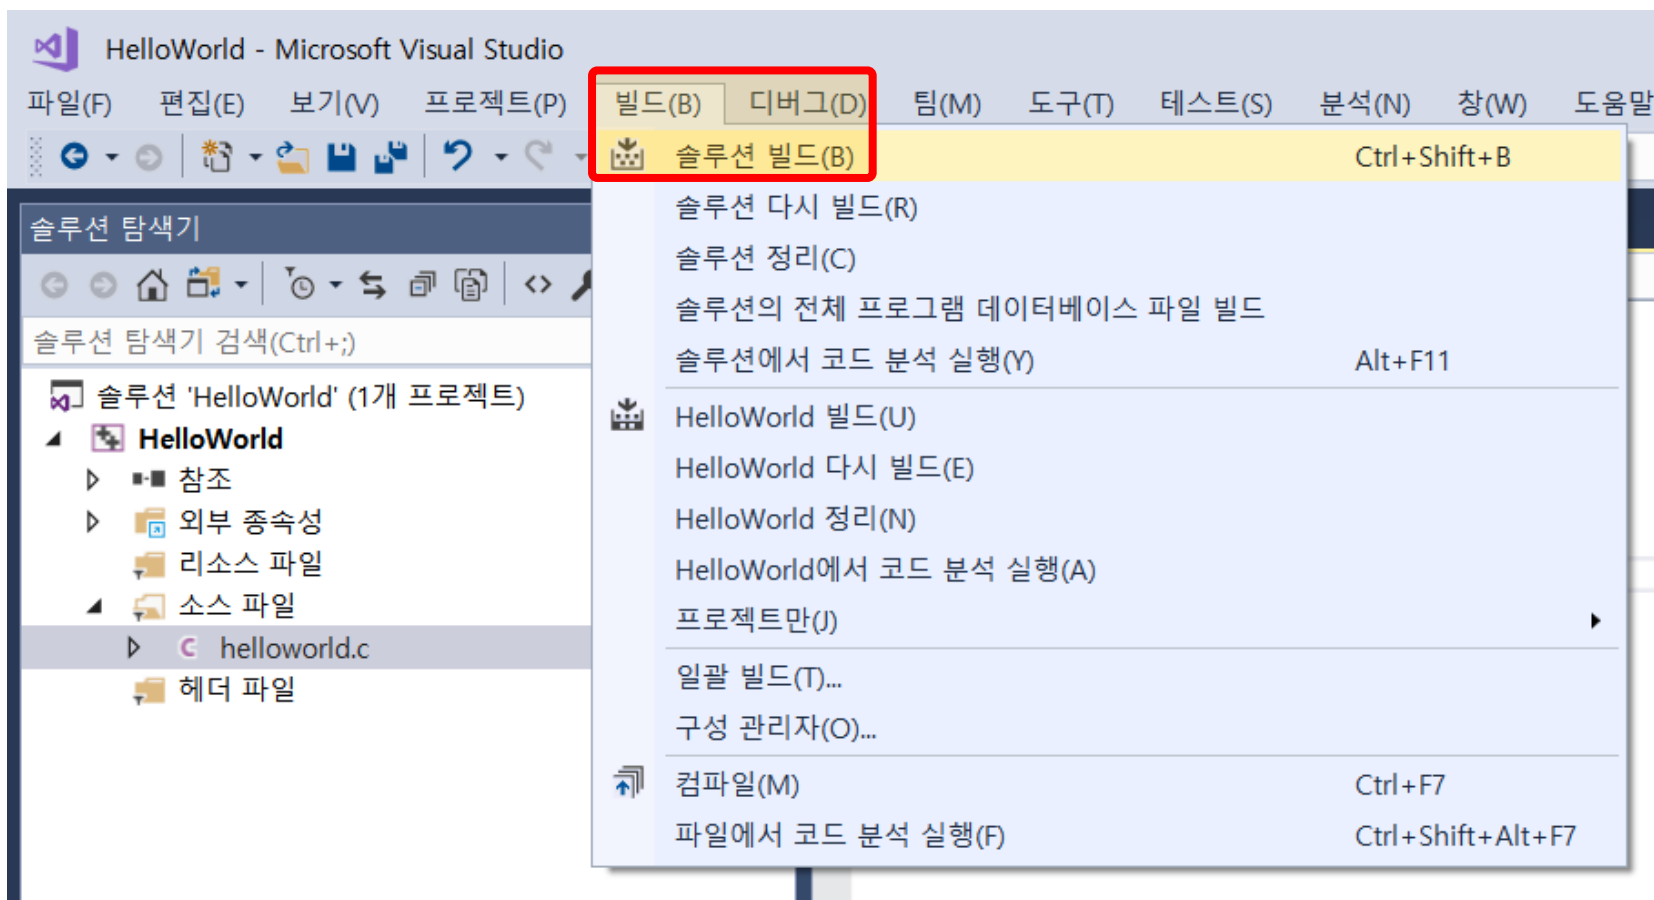 HelloWorld - Microsoft Visual Studio
파일(F) 편집(E) 보기(V) 프로젝트(P) 빌드(B) 디버그(D) 팀(M) 도구(T) 테스트(S) 분석(N) 창(W) 도움말
솔루션 빌드(B) Ctrl+Shift+B
솔루션 다시 빌드(R)
솔루션 정리(C)
솔루션의 전체 프로그램 데이터베이스 파일 빌드
솔루션에서 코드 분석 실행(Y) Alt+F11
HelloWorld 빌드(U)
HelloWorld 다시 빌드(E)
HelloWorld 정리(N)
HelloWorld에서 코드 분석 실행(A)
프로젝트만(J)
일괄 빌드(T)...
구성 관리자(O)...
컴파일(M) Ctrl+F7
파일에서 코드 분석 실행(F) Ctrl+Shift+Alt+F7
솔루션 탐색기
솔루션 탐색기 검색(Ctrl+;)
솔루션 'HelloWorld' (1개 프로젝트)
HelloWorld
참조
외부 종속성
리소스 파일
소스 파일
helloworld.c
헤더 파일